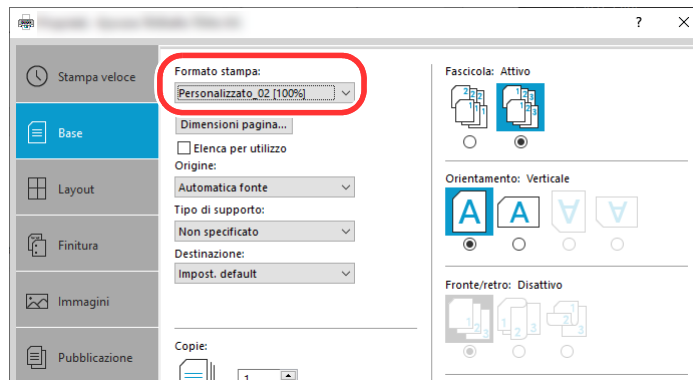 Stampa veloce
Base
Layout
Finitura
Immagini
Pubblicazione
Formato stampa:
Personalizzato_02 [100%]
Dimensioni pagina...
Elenca per utilizzo
Origine:
Automatica fonte
Tipo di supporto:
Non specificato
Destinazione:
Impost. default
Copie:
1
Fascicola: Attivo
Orientamento: Verticale
Fronte/retro: Disattivo